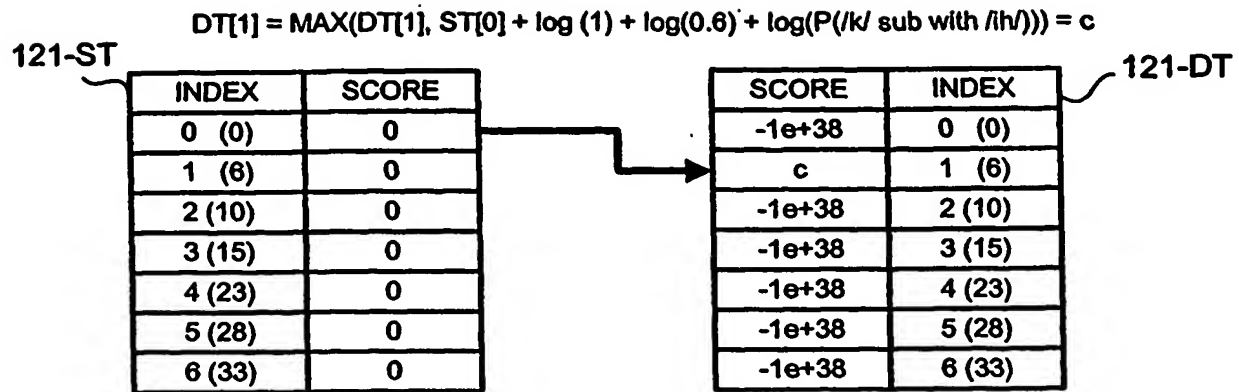 DT[1] = MAX(DT[1], ST[0] + log (1) + log(0.6) + log(P(/k/ sub with /ih/))) = c
121-ST
121-DT
INDEX SCORE SCORE INDEX
0 (0) 0 -1e+38 0 (0)
1 (6) 0 c 1 (6)
2 (10) 0 -1e+38 2 (10)
3 (15) 0 -1e+38 3 (15)
4 (23) 0 -1e+38 4 (23)
5 (28) 0 -1e+38 5 (28)
6 (33) 0 -1e+38 6 (33)